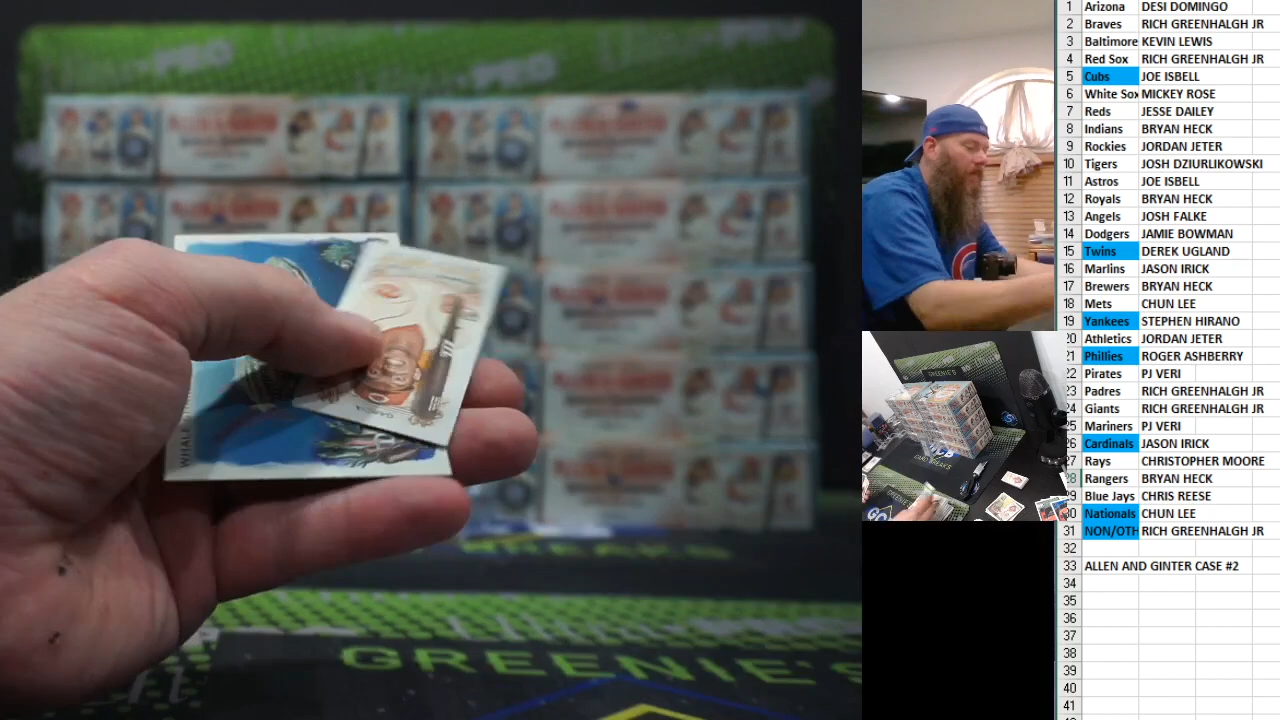 WHALE
GARCIA
BREAKS
GREENIE'S
GREENIE'S
CARD BREAKS
1 Arizona DESI DOMINGO
2 Braves RICH GREENHALGH JR
3 Baltimore KEVIN LEWIS
4 Red Sox RICH GREENHALGH JR
5 Cubs JOE ISBELL
6 White Sox MICKEY ROSE
7 Reds JESSE DAILEY
8 Indians BRYAN HECK
9 Rockies JORDAN JETER
10 Tigers JOSH DZIURLIKOWSKI
11 Astros JOE ISBELL
12 Royals BRYAN HECK
13 Angels JOSH FALKE
14 Dodgers JAMIE BOWMAN
15 Twins DEREK UGLAND
16 Marlins JASON IRICK
17 Brewers BRYAN HECK
18 Mets CHUN LEE
19 Yankees STEPHEN HIRANO
20 Athletics JORDAN JETER
21 Phillies ROGER ASHBERRY
22 Pirates PJ VERI
23 Padres RICH GREENHALGH JR
24 Giants RICH GREENHALGH JR
25 Mariners PJ VERI
26 Cardinals JASON IRICK
27 Rays CHRISTOPHER MOORE
28 Rangers BRYAN HECK
29 Blue Jays CHRIS REESE
30 Nationals CHUN LEE
31 NON/OTH RICH GREENHALGH JR
32
33 ALLEN AND GINTER CASE #2
34
35
36
37
38
39
40
41